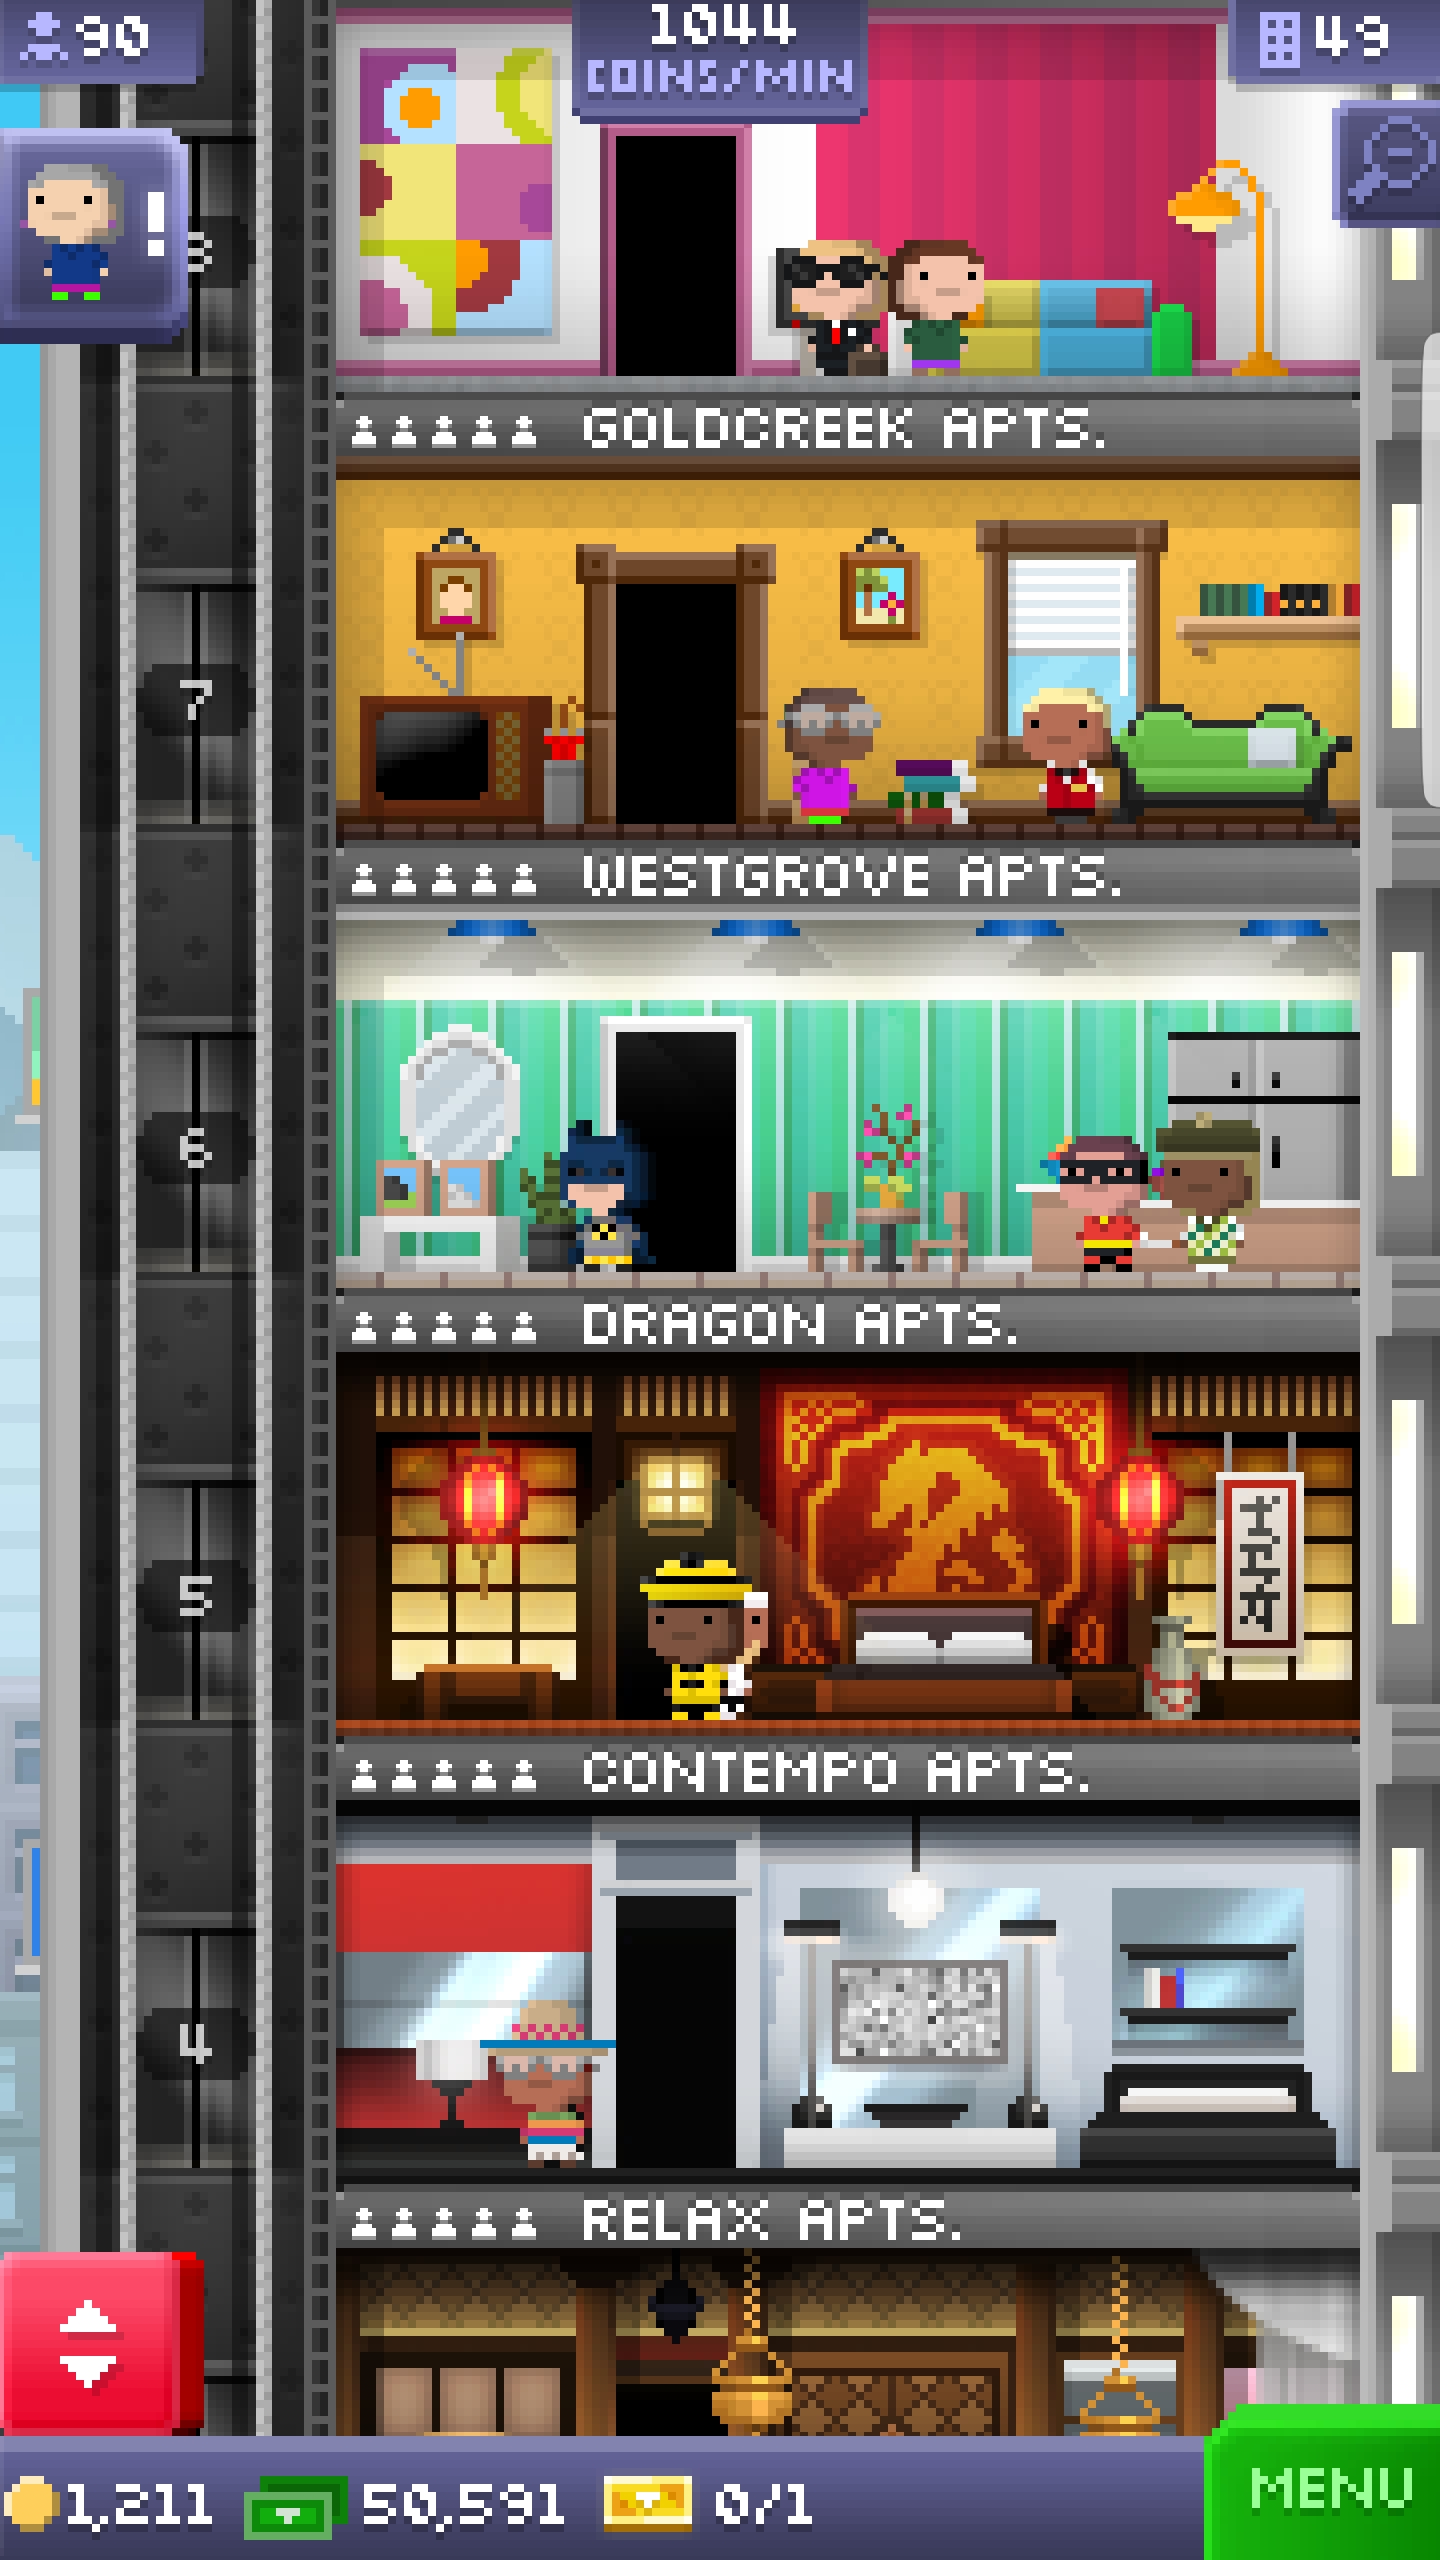 90
1044
COINS/MIN
49
!
8
GOLDCREEK APTS.
7
WESTGROVE APTS.
6
DRAGON APTS.
5
CONTEMPO APTS.
4
RELAX APTS.
1,211
50,591
0/1
MENU